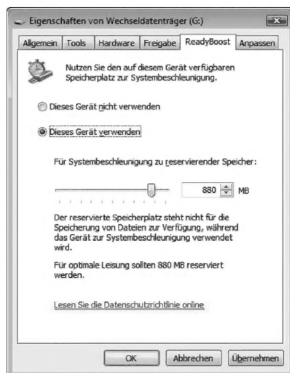 Eigenschaften von Wechseldatenträger (G:)
Allgemein Tools Hardware Freigabe ReadyBoost Anpassen
Nutzen Sie den auf diesem Gerät verfügbaren
Speicherplatz zur Systembeschleunigung.
Dieses Gerät nicht verwenden
Dieses Gerät verwenden
Für Systembeschleunigung zu reservierender Speicher:
880 MB
Der reservierte Speicherplatz steht nicht für die
Speicherung von Dateien zur Verfügung, während
das Gerät zur Systembeschleunigung verwendet
wird.
Für optimale Leisung sollten 880 MB reserviert
werden.
Lesen Sie die Datenschutzrichtlinie online
OK Abbrechen Übernehmen